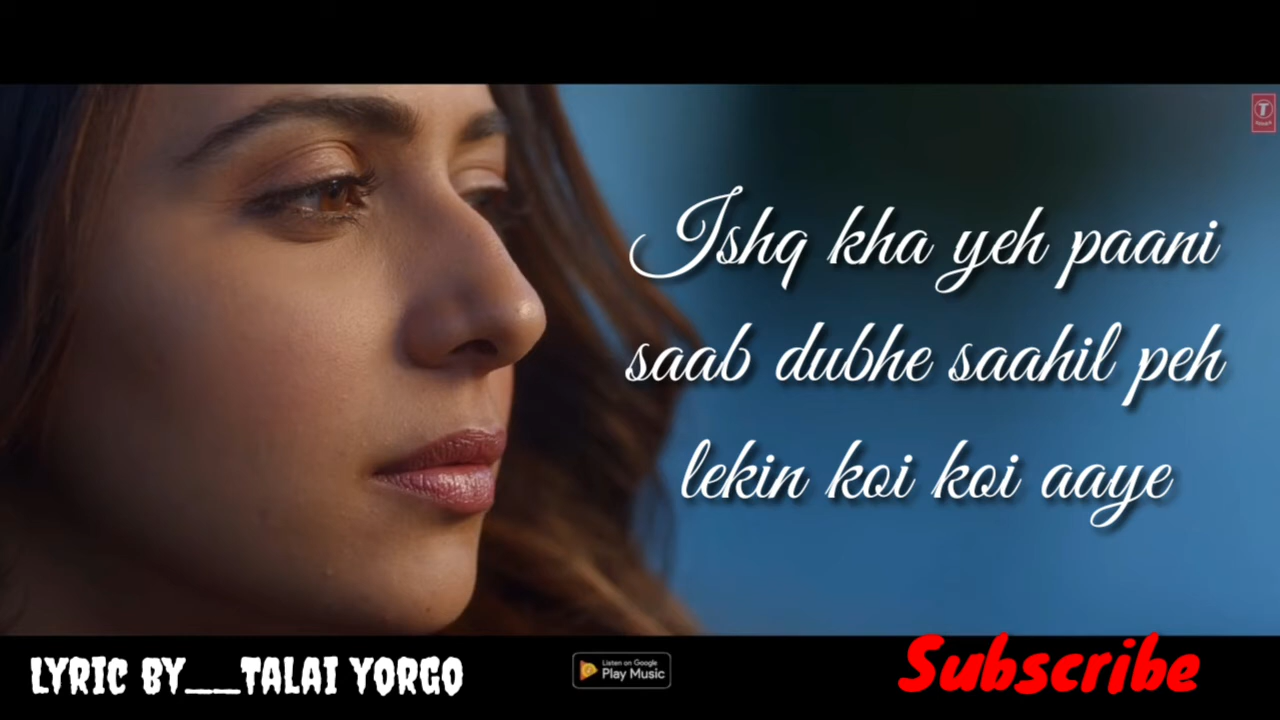 Ishq kha yeh paani
saab dubhe saahil peh
lekin koi koi aaye
LYRIC BY__TALAI YORGO
Listen on Google
Play Music
Subscribe